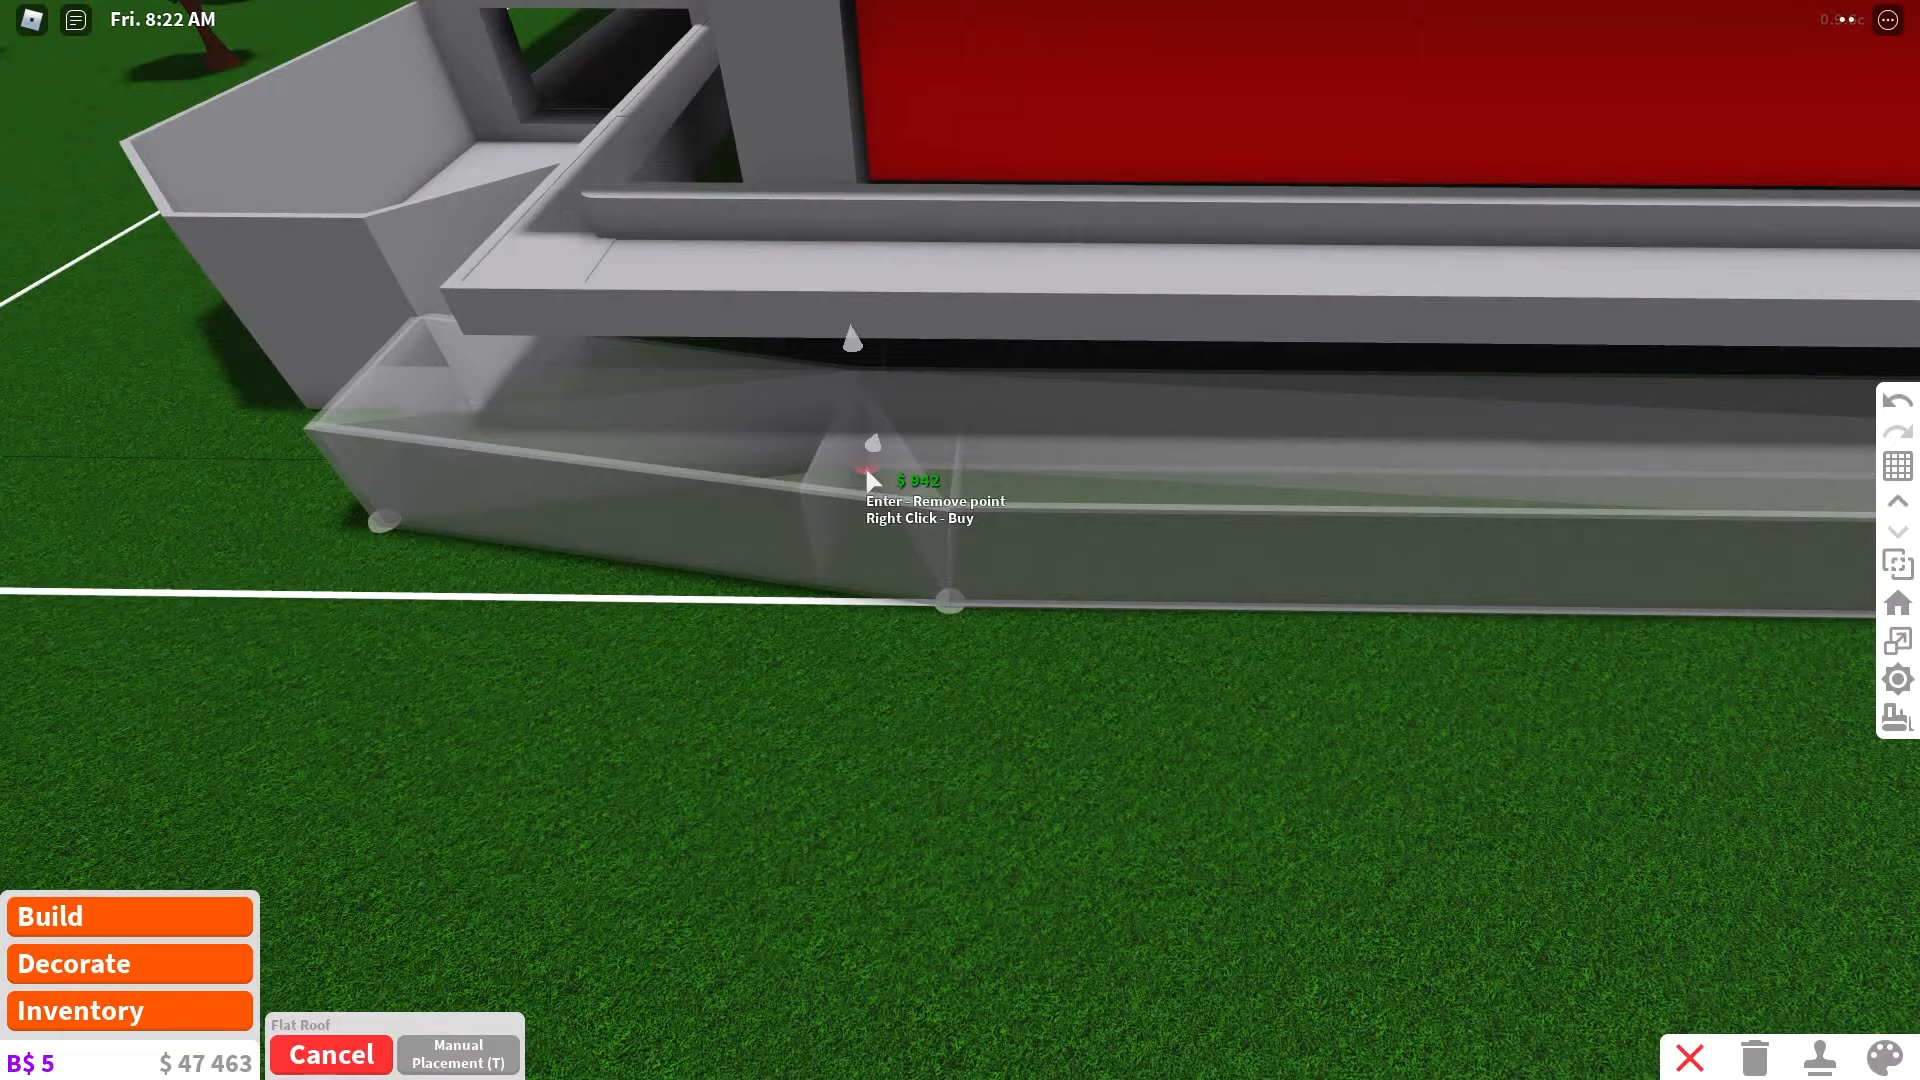 Fri. 8:22 AM
$ 942
Enter - Remove point
Right Click - Buy
Build
Decorate
Inventory
B$ 5
$ 47 463
Flat Roof
Cancel
Manual
Placement (T)